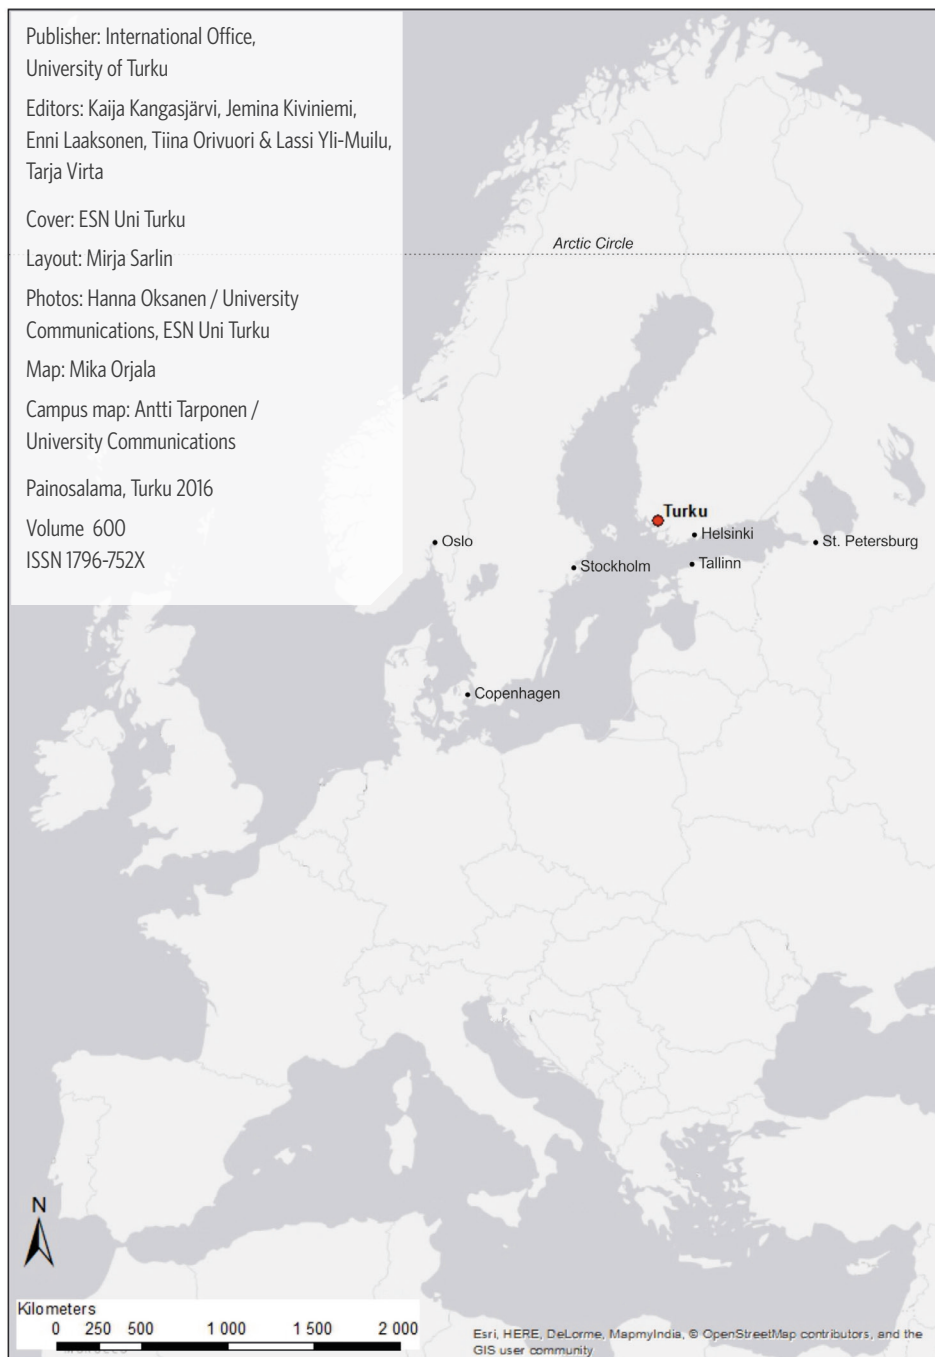 Publisher: International Office,
University of Turku
Editors: Kaija Kangasjärvi, Jemina Kiviniemi,
Enni Laaksonen, Tiina Orivuori & Lassi Yli-Muilu,
Tarja Virta
Cover: ESN Uni Turku
Layout: Mirja Sarlin
Photos: Hanna Oksanen / University
Communications, ESN Uni Turku
Map: Mika Orjala
Campus map: Antti Tarponen /
University Communications
Painosalama, Turku 2016
Volume 600
ISSN 1796-752X
Arctic Circle
Turku
Helsinki
Oslo
St. Petersburg
Stockholm
Tallinn
Copenhagen
N
Kilometers
0 250 500 1 000 1 500 2 000
Esri, HERE, DeLorme, MapmyIndia, © OpenStreetMap contributors, and the
GIS user community